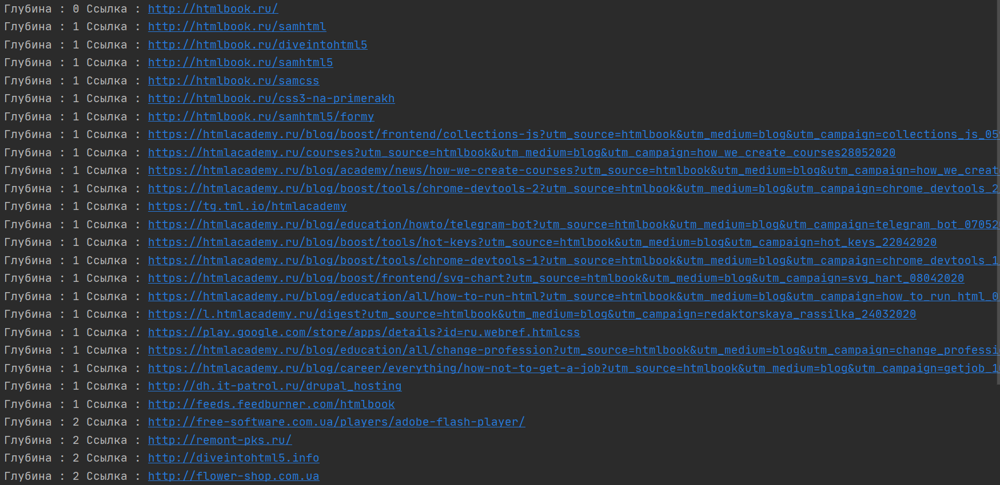 Глубина : 0 Ссылка : http://htmlbook.ru/
Глубина : 1 Ссылка : http://htmlbook.ru/samhtml
Глубина : 1 Ссылка : http://htmlbook.ru/diveintohtml5
Глубина : 1 Ссылка : http://htmlbook.ru/samhtml5
Глубина : 1 Ссылка : http://htmlbook.ru/samcss
Глубина : 1 Ссылка : http://htmlbook.ru/css3-na-primerakh
Глубина : 1 Ссылка : http://htmlbook.ru/samhtml5/formy
Глубина : 1 Ссылка : https://htmlacademy.ru/blog/boost/frontend/collections-js?utm_source=htmlbook&utm_medium=blog&utm_campaign=collections_js_05
Глубина : 1 Ссылка : https://htmlacademy.ru/courses?utm_source=htmlbook&utm_medium=blog&utm_campaign=how_we_create_courses28052020
Глубина : 1 Ссылка : https://htmlacademy.ru/blog/academy/news/how-we-create-courses?utm_source=htmlbook&utm_medium=blog&utm_campaign=how_we_creat
Глубина : 1 Ссылка : https://htmlacademy.ru/blog/boost/tools/chrome-devtools-2?utm_source=htmlbook&utm_medium=blog&utm_campaign=chrome_devtools_2
Глубина : 1 Ссылка : https://tg.tml.io/htmlacademy
Глубина : 1 Ссылка : https://htmlacademy.ru/blog/education/howto/telegram-bot?utm_source=htmlbook&utm_medium=blog&utm_campaign=telegram_bot_07052
Глубина : 1 Ссылка : https://htmlacademy.ru/blog/boost/tools/hot-keys?utm_source=htmlbook&utm_medium=blog&utm_campaign=hot_keys_22042020
Глубина : 1 Ссылка : https://htmlacademy.ru/blog/boost/tools/chrome-devtools-1?utm_source=htmlbook&utm_medium=blog&utm_campaign=chrome_devtools_1
Глубина : 1 Ссылка : https://htmlacademy.ru/blog/boost/frontend/svg-chart?utm_source=htmlbook&utm_medium=blog&utm_campaign=svg_hart_08042020
Глубина : 1 Ссылка : https://htmlacademy.ru/blog/education/all/how-to-run-html?utm_source=htmlbook&utm_medium=blog&utm_campaign=how_to_run_html_0
Глубина : 1 Ссылка : https://l.htmlacademy.ru/digest?utm_source=htmlbook&utm_medium=blog&utm_campaign=redaktorskaya_rassilka_24032020
Глубина : 1 Ссылка : https://play.google.com/store/apps/details?id=ru.webref.htmlcss
Глубина : 1 Ссылка : https://htmlacademy.ru/blog/education/all/change-profession?utm_source=htmlbook&utm_medium=blog&utm_campaign=change_professi
Глубина : 1 Ссылка : https://htmlacademy.ru/blog/career/everything/how-not-to-get-a-job?utm_source=htmlbook&utm_medium=blog&utm_campaign=getjob_1
Глубина : 1 Ссылка : http://dh.it-patrol.ru/drupal_hosting
Глубина : 1 Ссылка : http://feeds.feedburner.com/htmlbook
Глубина : 2 Ссылка : http://free-software.com.ua/players/adobe-flash-player/
Глубина : 2 Ссылка : http://remont-pks.ru/
Глубина : 2 Ссылка : http://diveintohtml5.info
Глубина : 2 Ссылка : http://flower-shop.com.ua